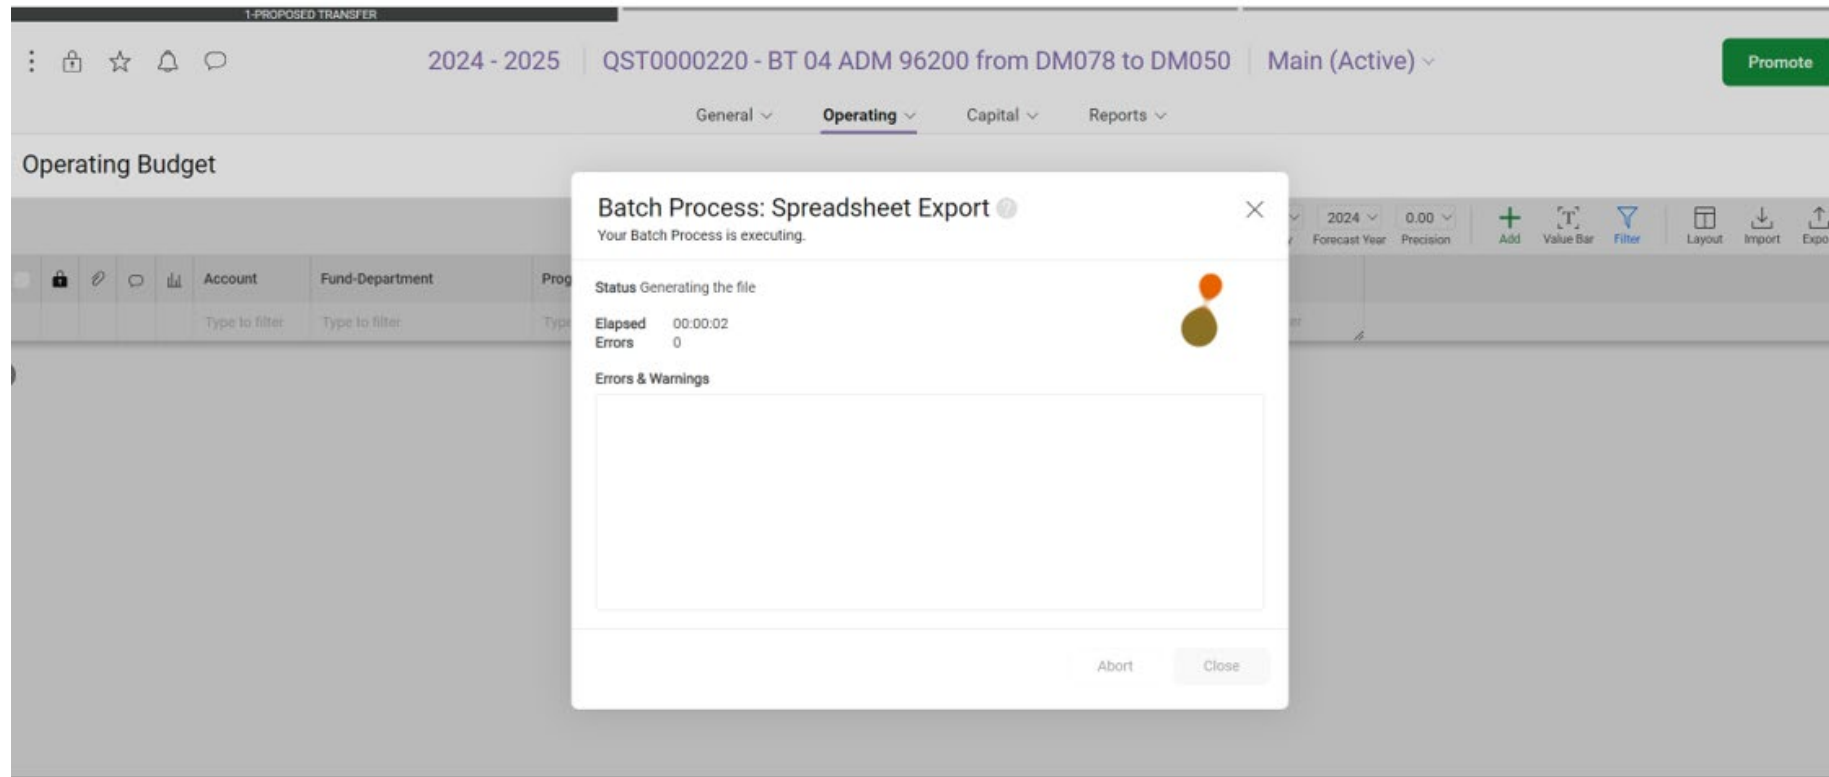 1-PROPOSED TRANSFER
2024 - 2025 QST0000220 - BT 04 ADM 96200 from DM078 to DM050 Main (Active)
Promote
General Operating Capital Reports
Operating Budget
Batch Process: Spreadsheet Export
Your Batch Process is executing.
2024 0.00
Forecast Year Precision Add Value Bar Filter Layout Import Expo
Account Fund-Department Prog
Type to filter Type to filter Type
Status Generating the file
Elapsed 00:00:02
Errors 0
Errors & Warnings
Abort Close